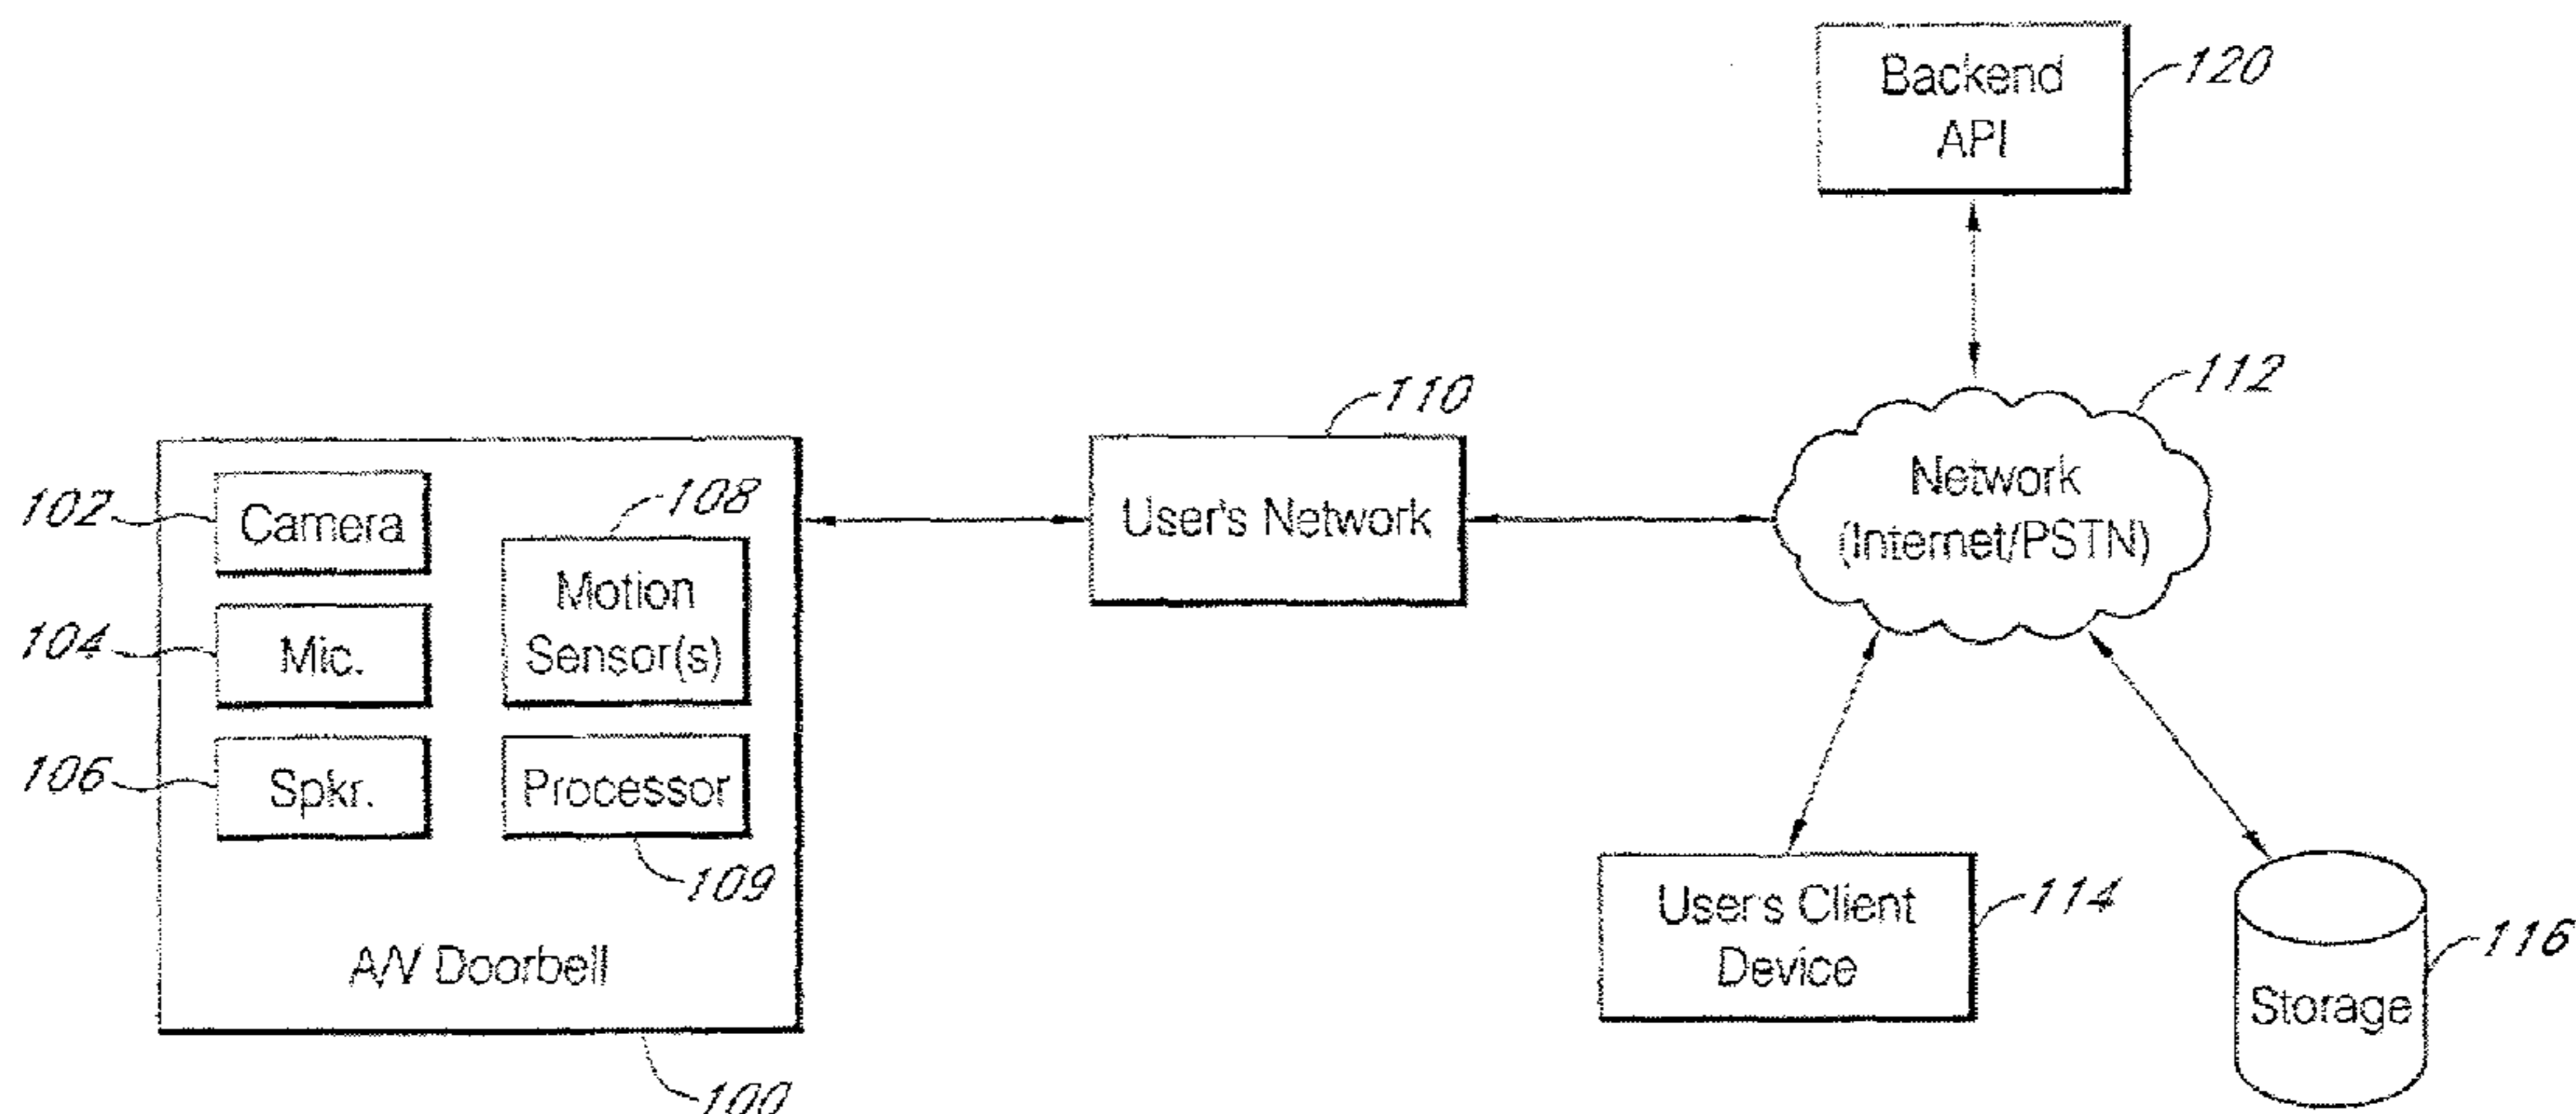 Backend
API
120
112
Network
(Internet/PSTN)
110
User's Network
102
Camera
108
Motion
Sensor(s)
104
Mic.
106
Spkr.
Processor
109
A/V Doorbell
100
User's Client
Device
114
Storage
116